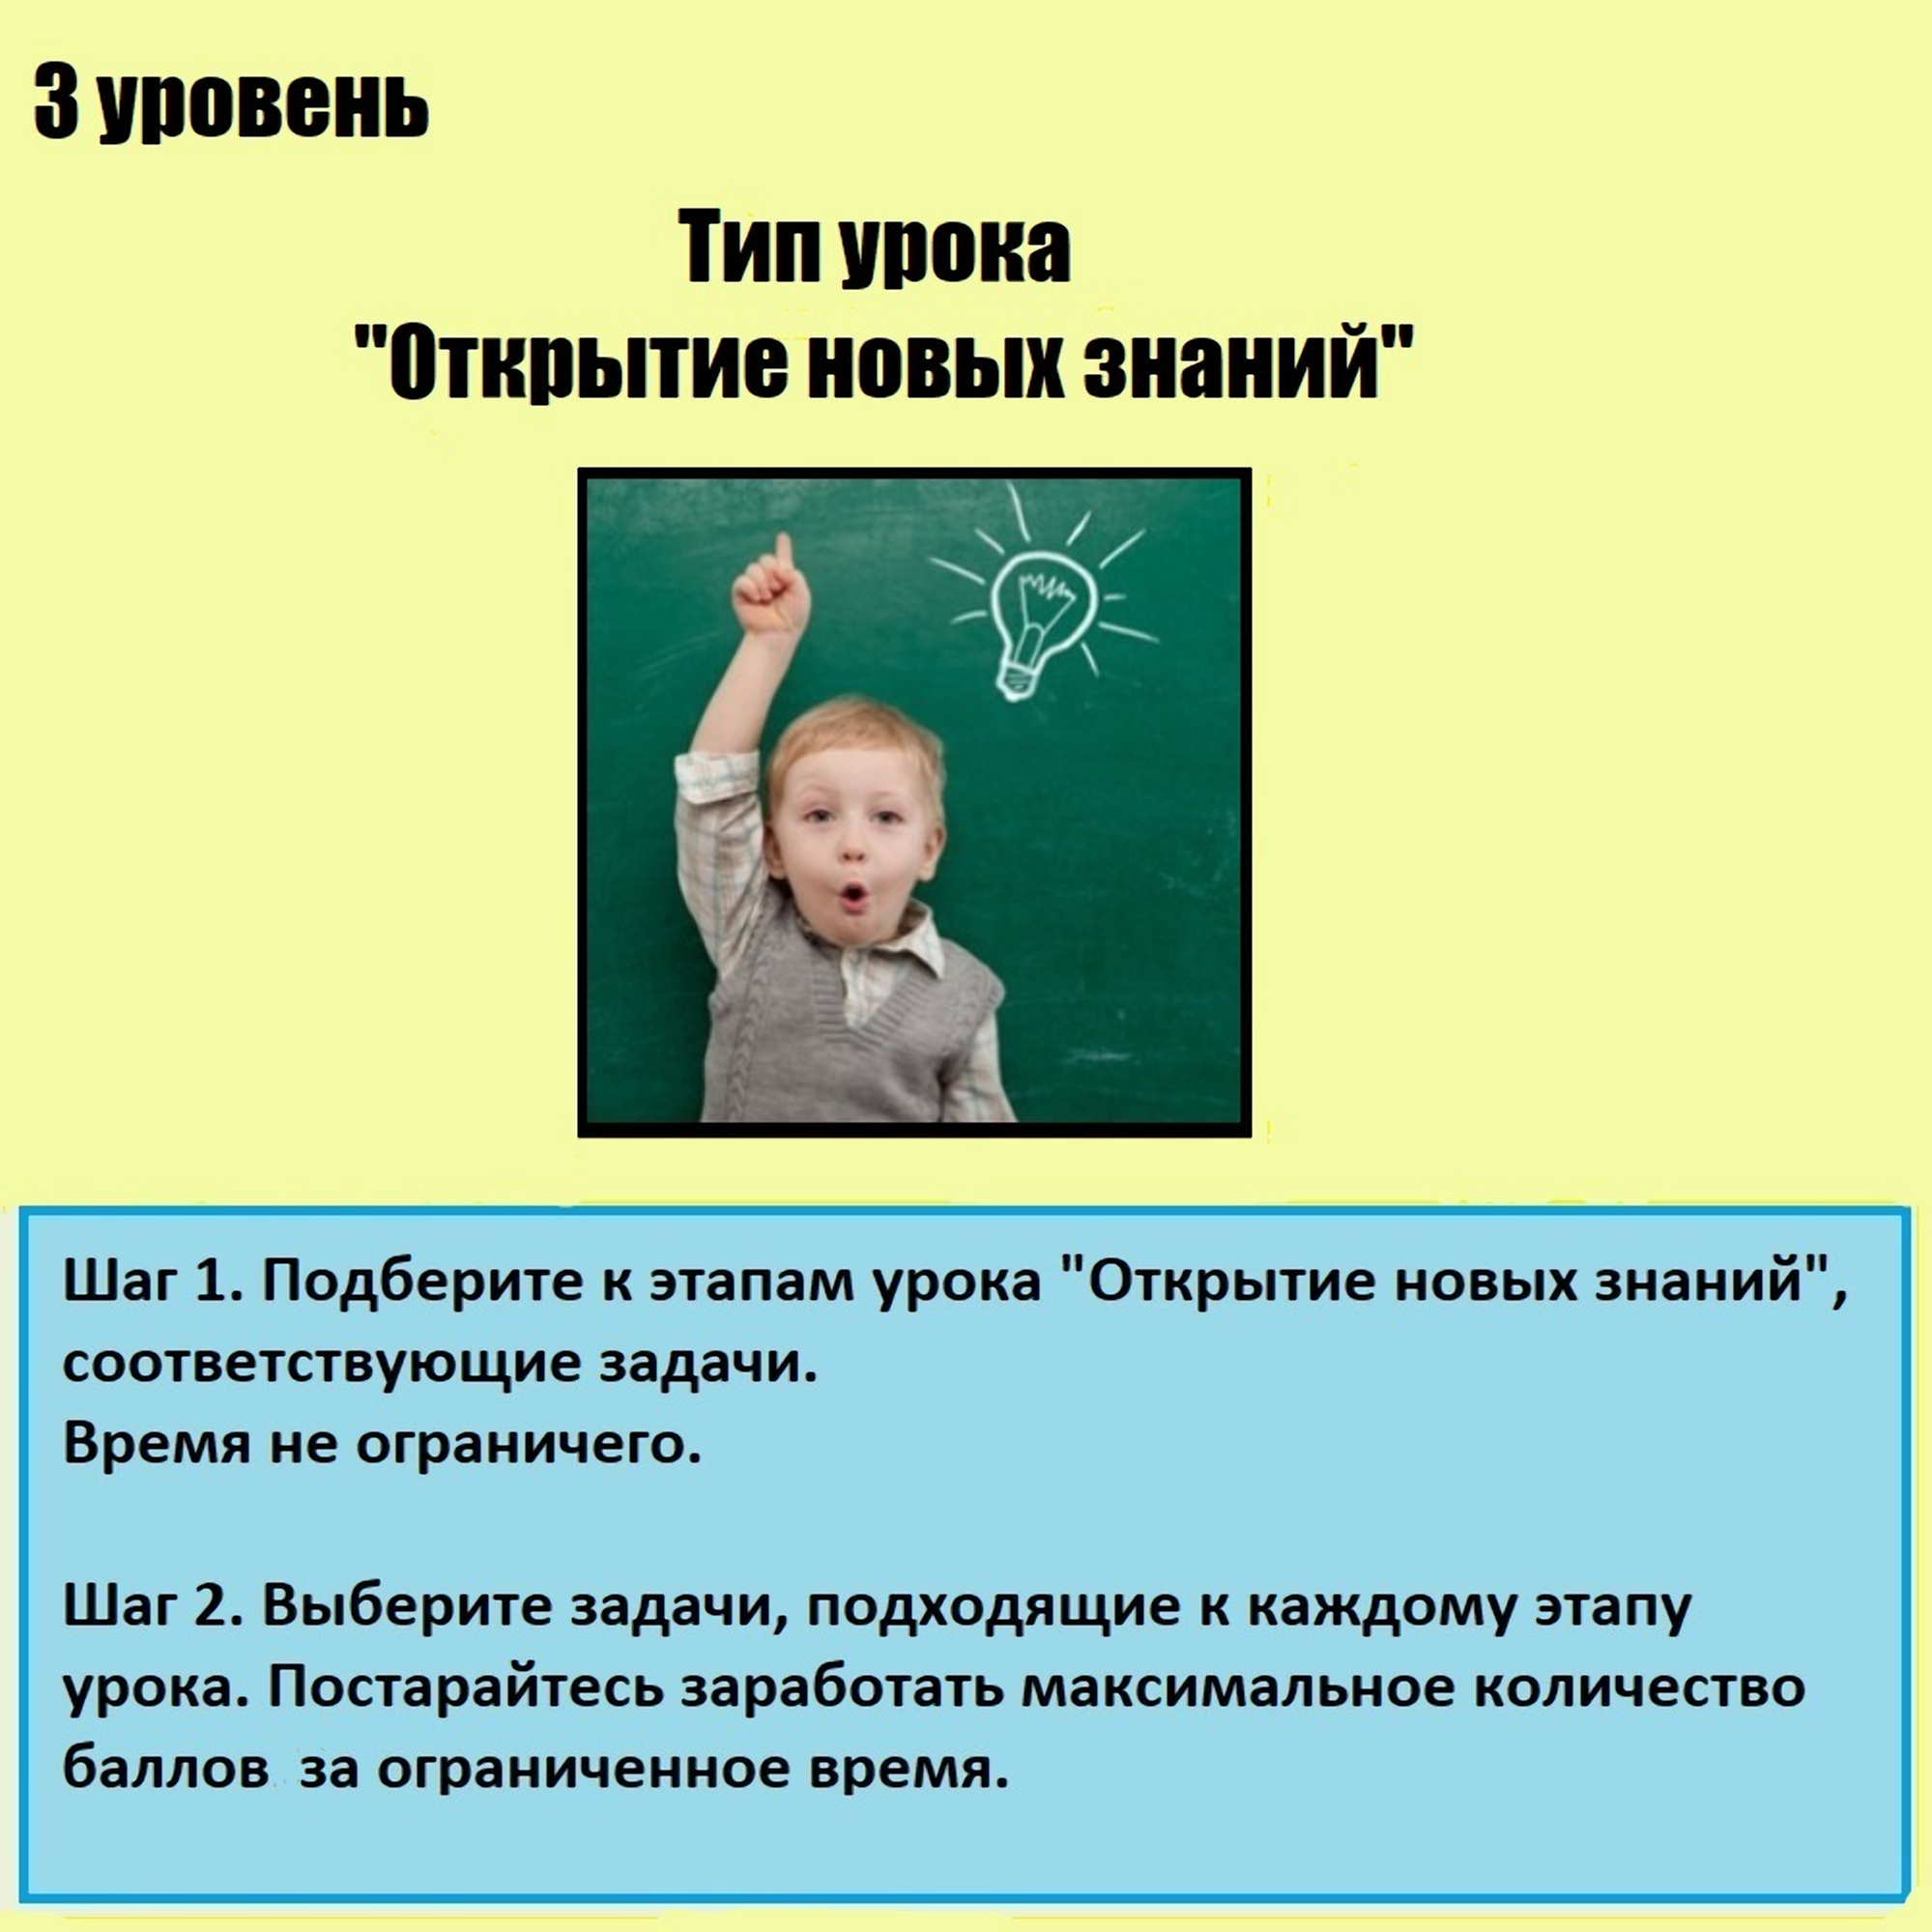 3 уровень
Тип урока
"Открытие новых знаний"
Шаг 1. Подберите к этапам урока "Открытие новых знаний",
соответствующие задачи.
Время не ограничего.
Шаг 2. Выберите задачи, подходящие к каждому этапу
урока. Постарайтесь заработать максимальное количество
баллов за ограниченное время.